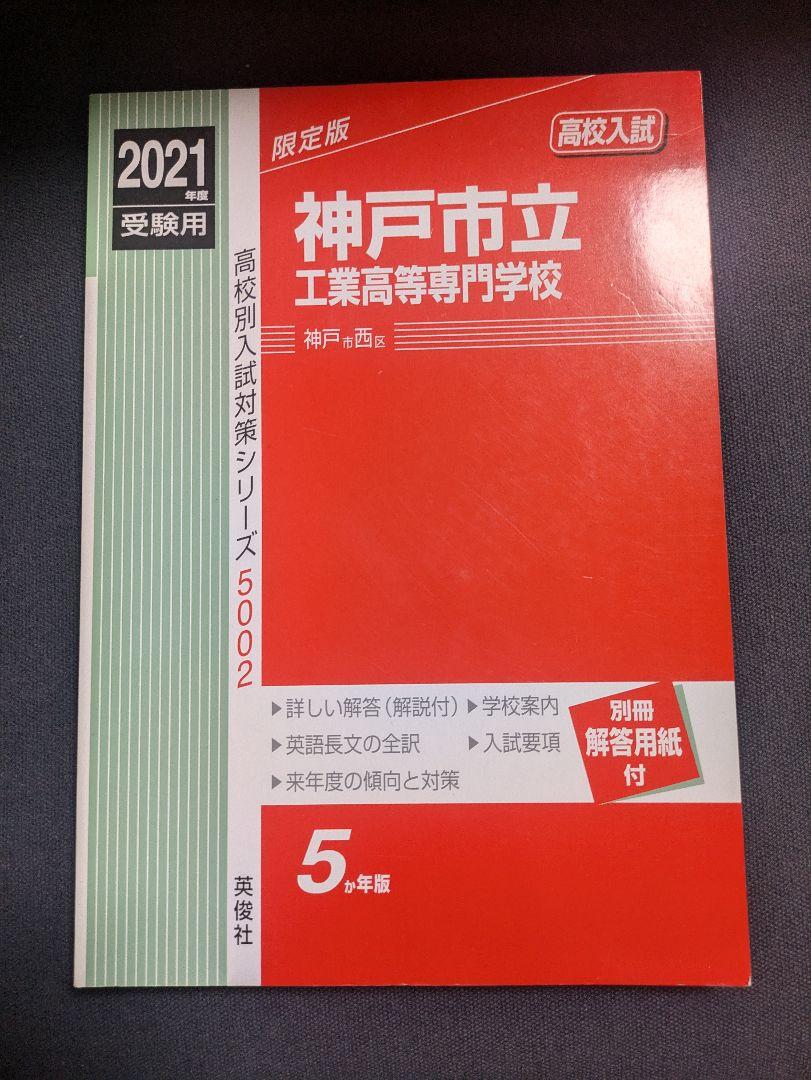 2021
年度
受験用
限定版
高校入試
神戸市立
工業高等専門学校
神戸市西区
高校別入試対策シリーズ5002
▶詳しい解答(解説付)
▶学校案内
▶英語長文の全訳
▶入試要項
▶来年度の傾向と対策
別冊
解答用紙
付
5か年版
英俊社